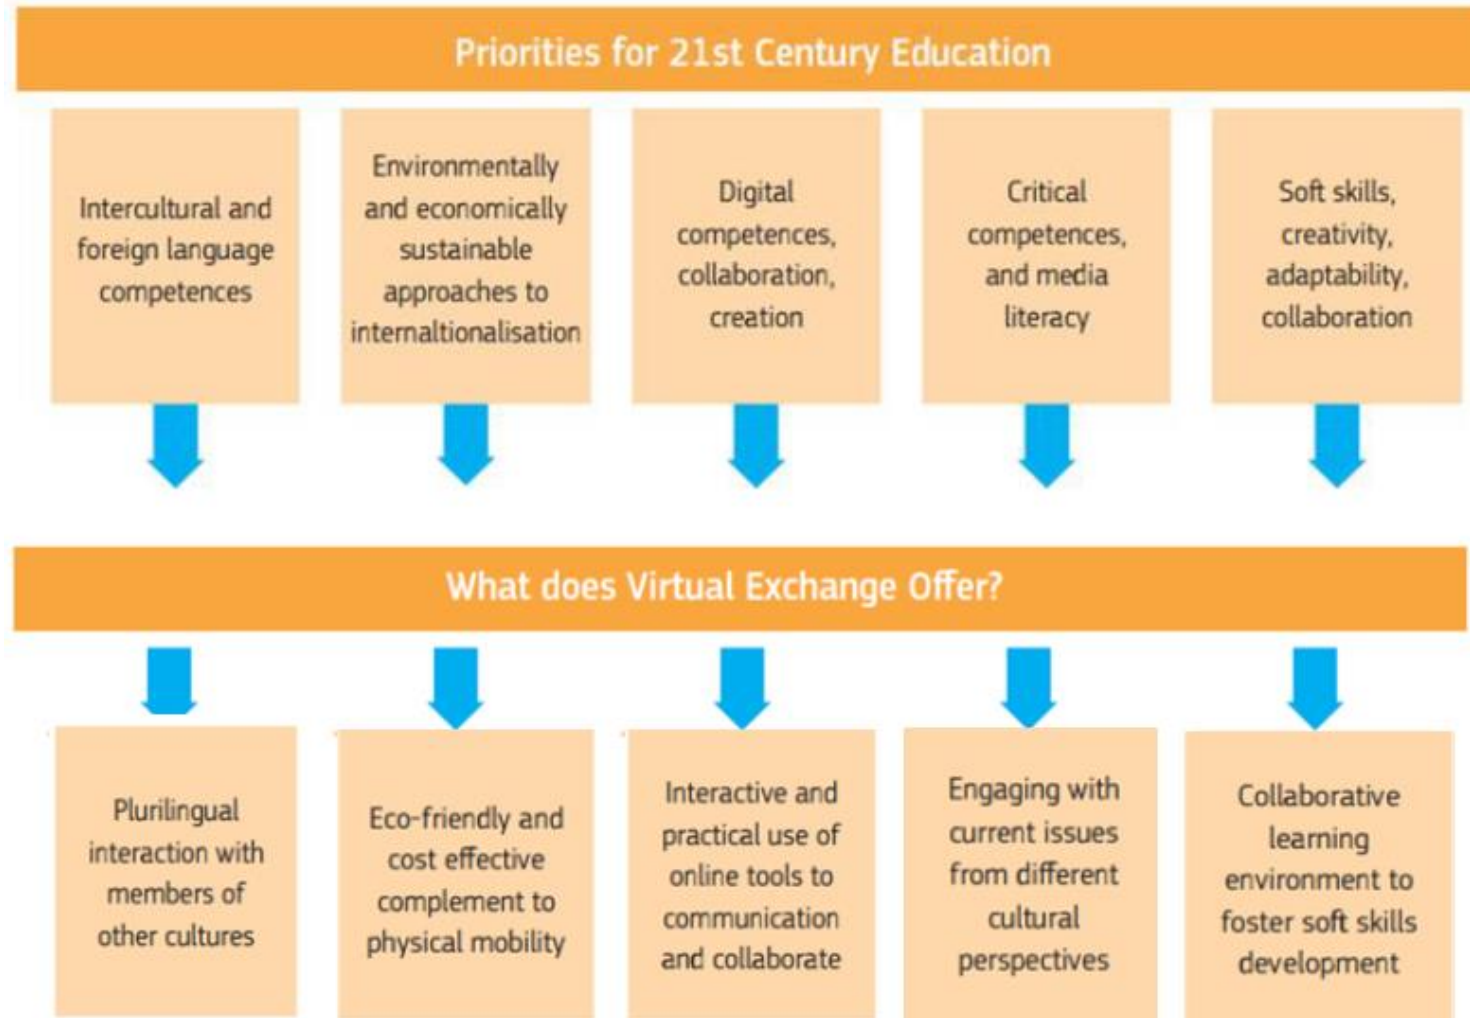 Priorities for 21st Century Education
Intercultural and
foreign language
competences
Environmentally
and economically
sustainable
approaches to
internaltionalisation
Digital
competences,
collaboration,
creation
Critical
competences,
and media
literacy
Soft skills,
creativity,
adaptability,
collaboration
What does Virtual Exchange Offer?
Plurilingual
interaction with
members of
other cultures
Eco-friendly and
cost effective
complement to
physical mobility
Interactive and
practical use of
online tools to
communication
and collaborate
Engaging with
current issues
from different
cultural
perspectives
Collaborative
learning
environment to
foster soft skills
development